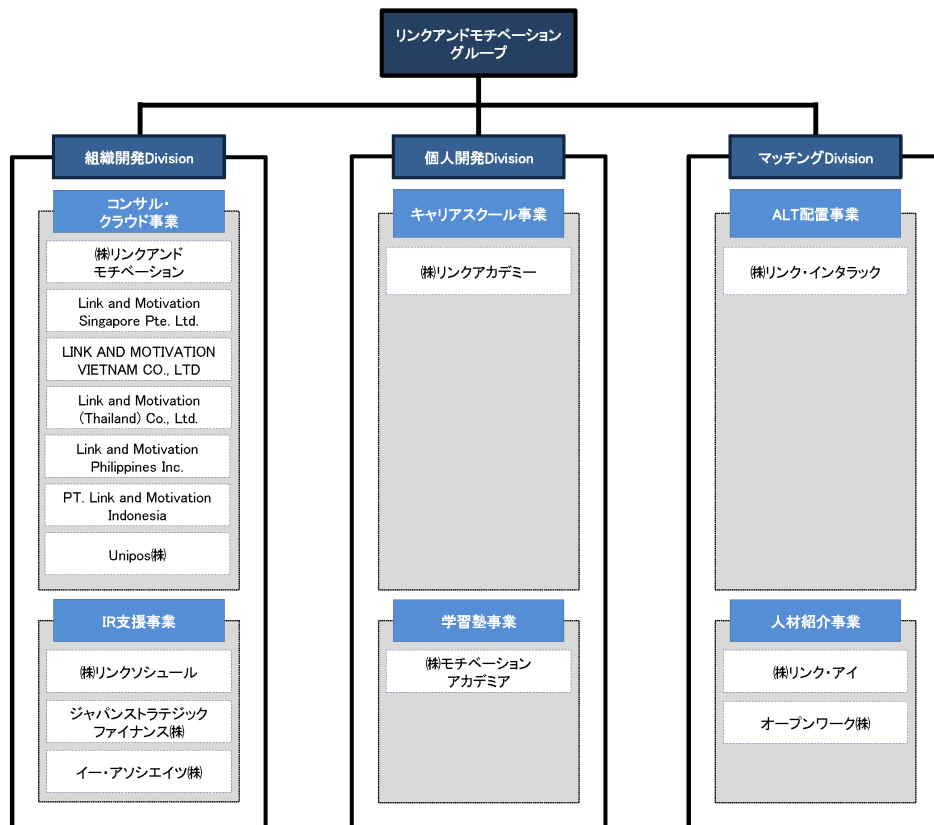 リンクアンドモチベーション
グループ
組織開発Division
個人開発Division
マッチングDivision
コンサル・
クラウド事業
㈱リンクアンド
モチベーション
Link and Motivation
Singapore Pte. Ltd.
LINK AND MOTIVATION
VIETNAM CO., LTD
Link and Motivation
(Thailand) Co., Ltd.
Link and Motivation
Philippines Inc.
PT. Link and Motivation
Indonesia
Unipos㈱
IR支援事業
㈱リンクソシュール
ジャパンストラテジック
ファイナンス㈱
イー・アソシエイツ㈱
キャリアスクール事業
㈱リンクアカデミー
学習塾事業
㈱モチベーション
アカデミア
ALT配置事業
㈱リンク・インタラック
人材紹介事業
㈱リンク・アイ
オープンワーク㈱